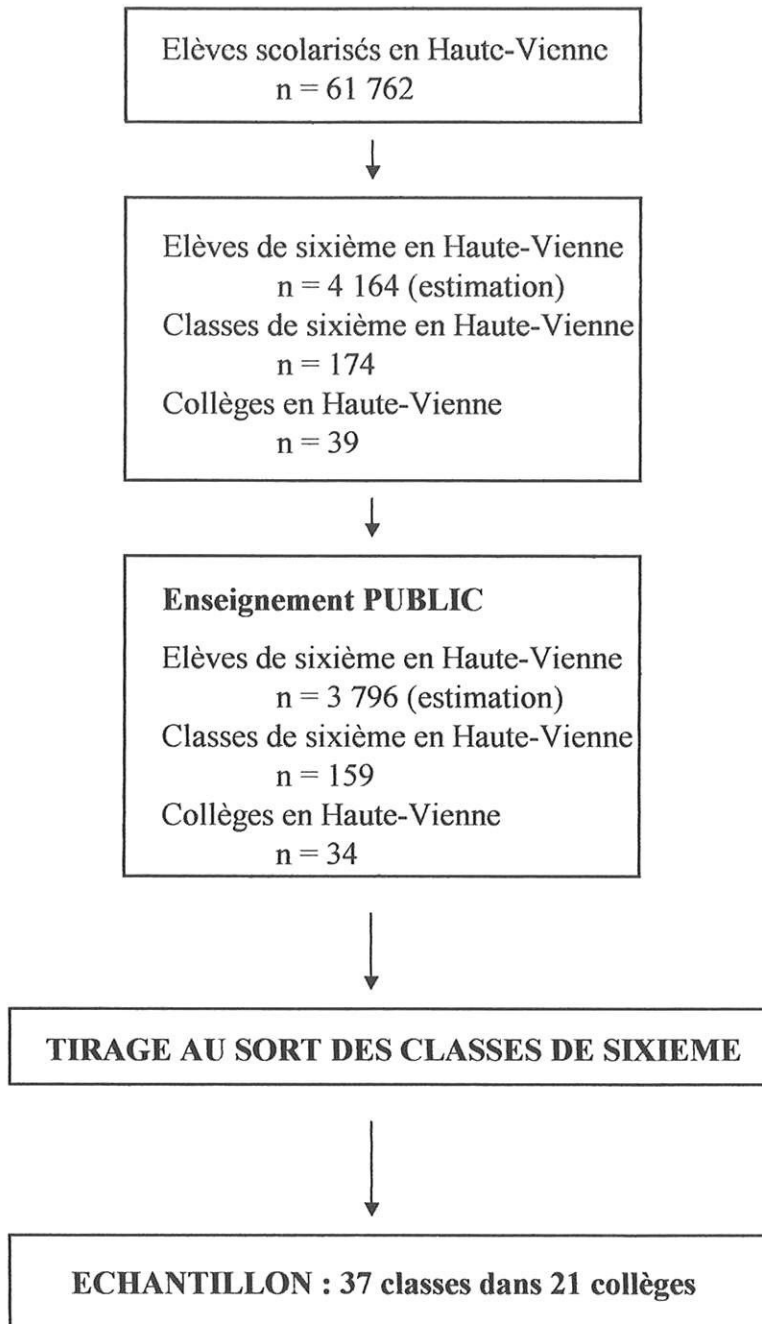 Elèves scolarisés en Haute-Vienne
n = 61 762
Elèves de sixième en Haute-Vienne
n = 4 164 (estimation)
Classes de sixième en Haute-Vienne
n = 174
Collèges en Haute-Vienne
n = 39
Enseignement PUBLIC
Elèves de sixième en Haute-Vienne
n = 3 796 (estimation)
Classes de sixième en Haute-Vienne
n = 159
Collèges en Haute-Vienne
n = 34
TIRAGE AU SORT DES CLASSES DE SIXIEME
ECHANTILLON : 37 classes dans 21 collèges